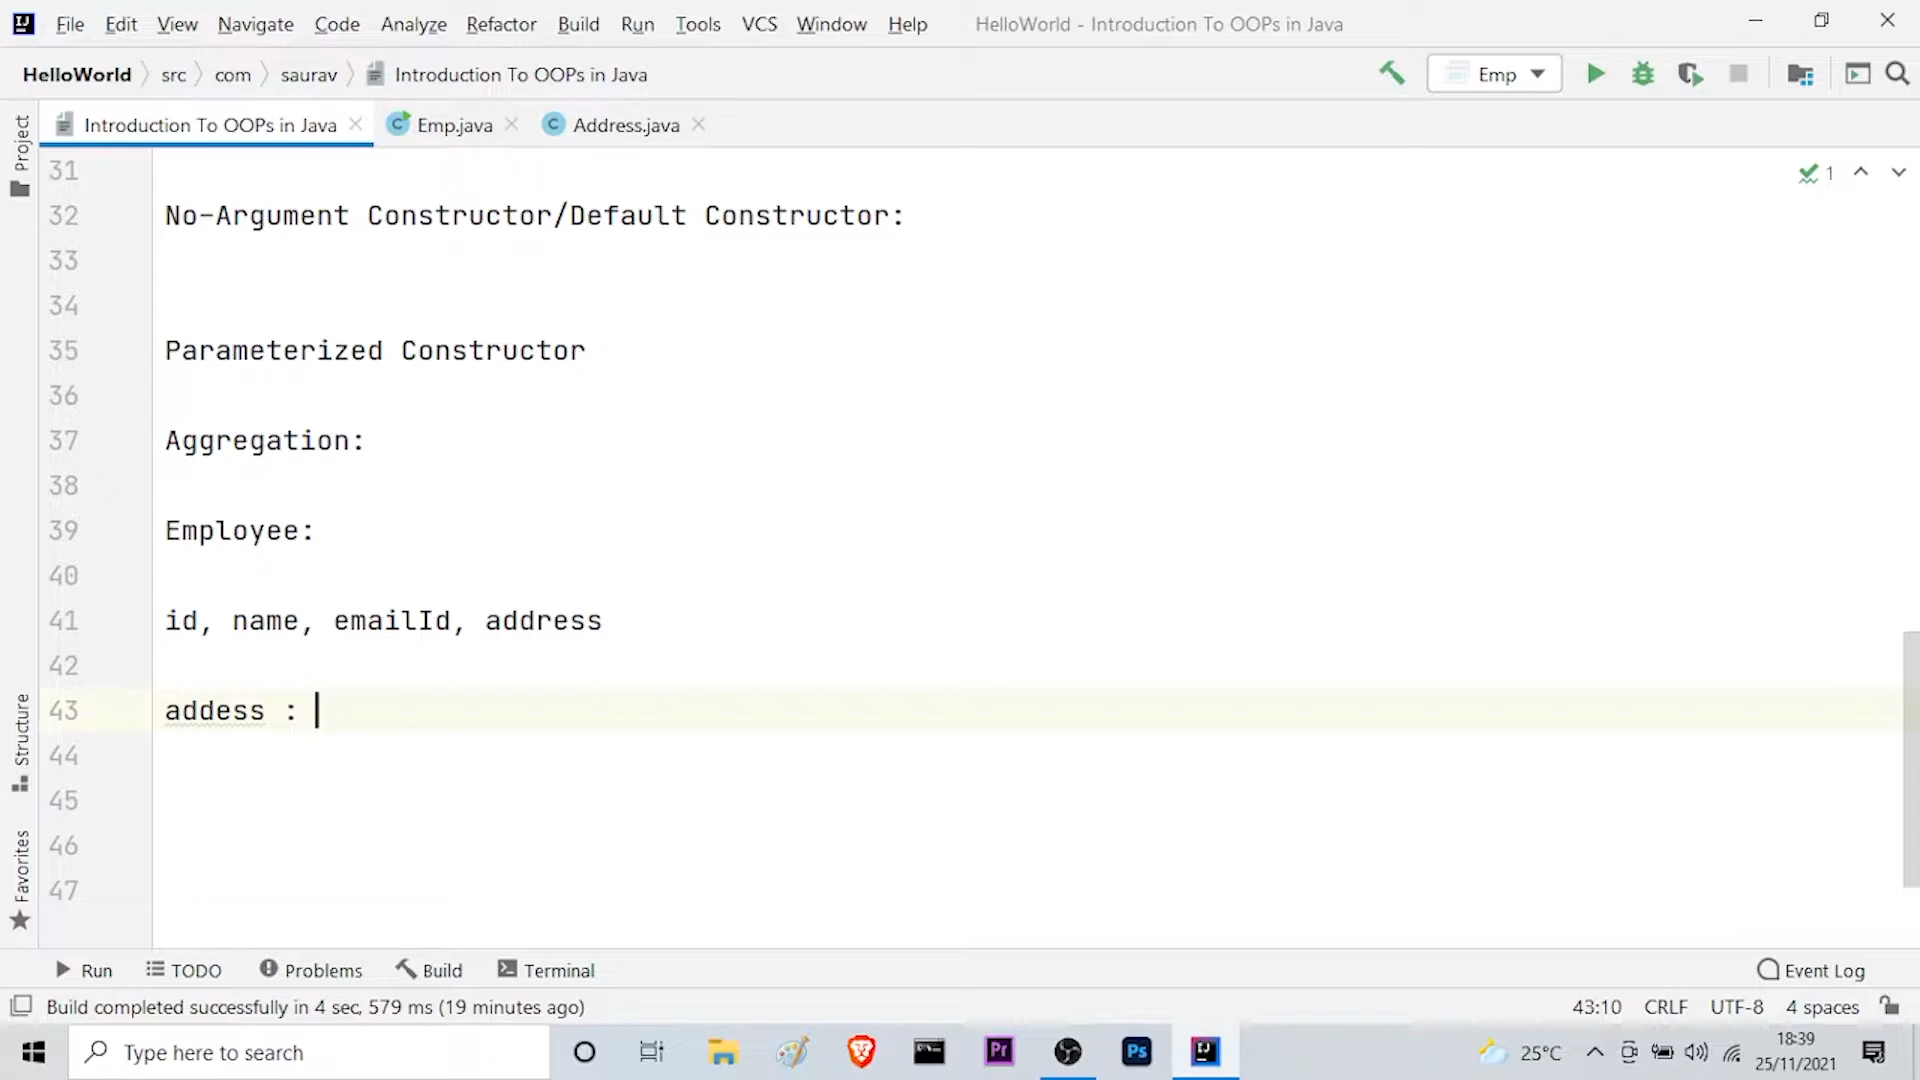 File Edit View Navigate Code Analyze Refactor Build Run Tools VCS Window Help HelloWorld - Introduction To OOPs in Java
HelloWorld src com saurav Introduction To OOPs in Java Emp
Introduction To OOPs in Java Emp.java Address.java
Project
Structure
Favorites
1
31
32 No-Argument Constructor/Default Constructor:
33
34
35 Parameterized Constructor
36
37 Aggregation:
38
39 Employee:
40
41 id, name, emailId, address
42
43 addess :
44
45
46
47
Run TODO Problems Build Terminal Event Log
Build completed successfully in 4 sec, 579 ms (19 minutes ago) 43:10 CRLF UTF-8 4 spaces
Type here to search Pr Ps IJ 25°C 18:39
25/11/2021